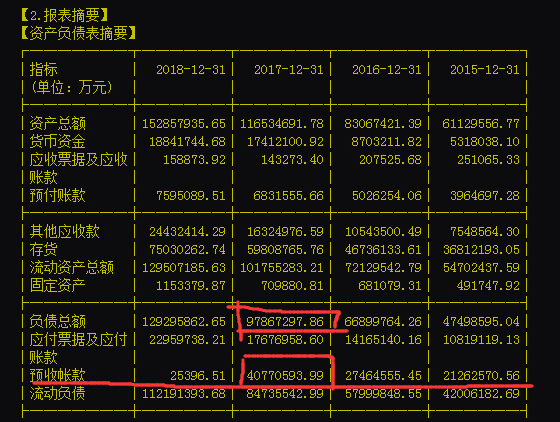 【2.报表摘要】
【资产负债表摘要】
指标 2018-12-31 2017-12-31 2016-12-31 2015-12-31
(单位：万元)
资产总额 152857935.65 116534691.78 83067421.39 61129556.77
货币资金 18841744.68 17412100.92 8703211.82 5318038.10
应收票据及应收 158873.92 143273.40 207525.68 251065.33
账款
预付账款 7595089.51 6831555.66 5026254.06 3964697.28
其他应收款 24432414.29 16324976.59 10543500.49 7548564.30
存货 75030262.74 59808765.76 46736133.61 36812193.05
流动资产总额 129507185.63 101755283.21 72129542.79 54702437.59
固定资产 1153379.87 709880.81 681079.31 491747.92
负债总额 129295862.65 97867297.86 66899764.26 47498595.04
应付票据及应付 22959738.21 17676958.60 14165140.16 10819119.13
账款
预收帐款 25396.51 40770593.99 27464555.45 21262570.56
流动负债 112191393.68 84735542.99 57999848.55 42006182.69